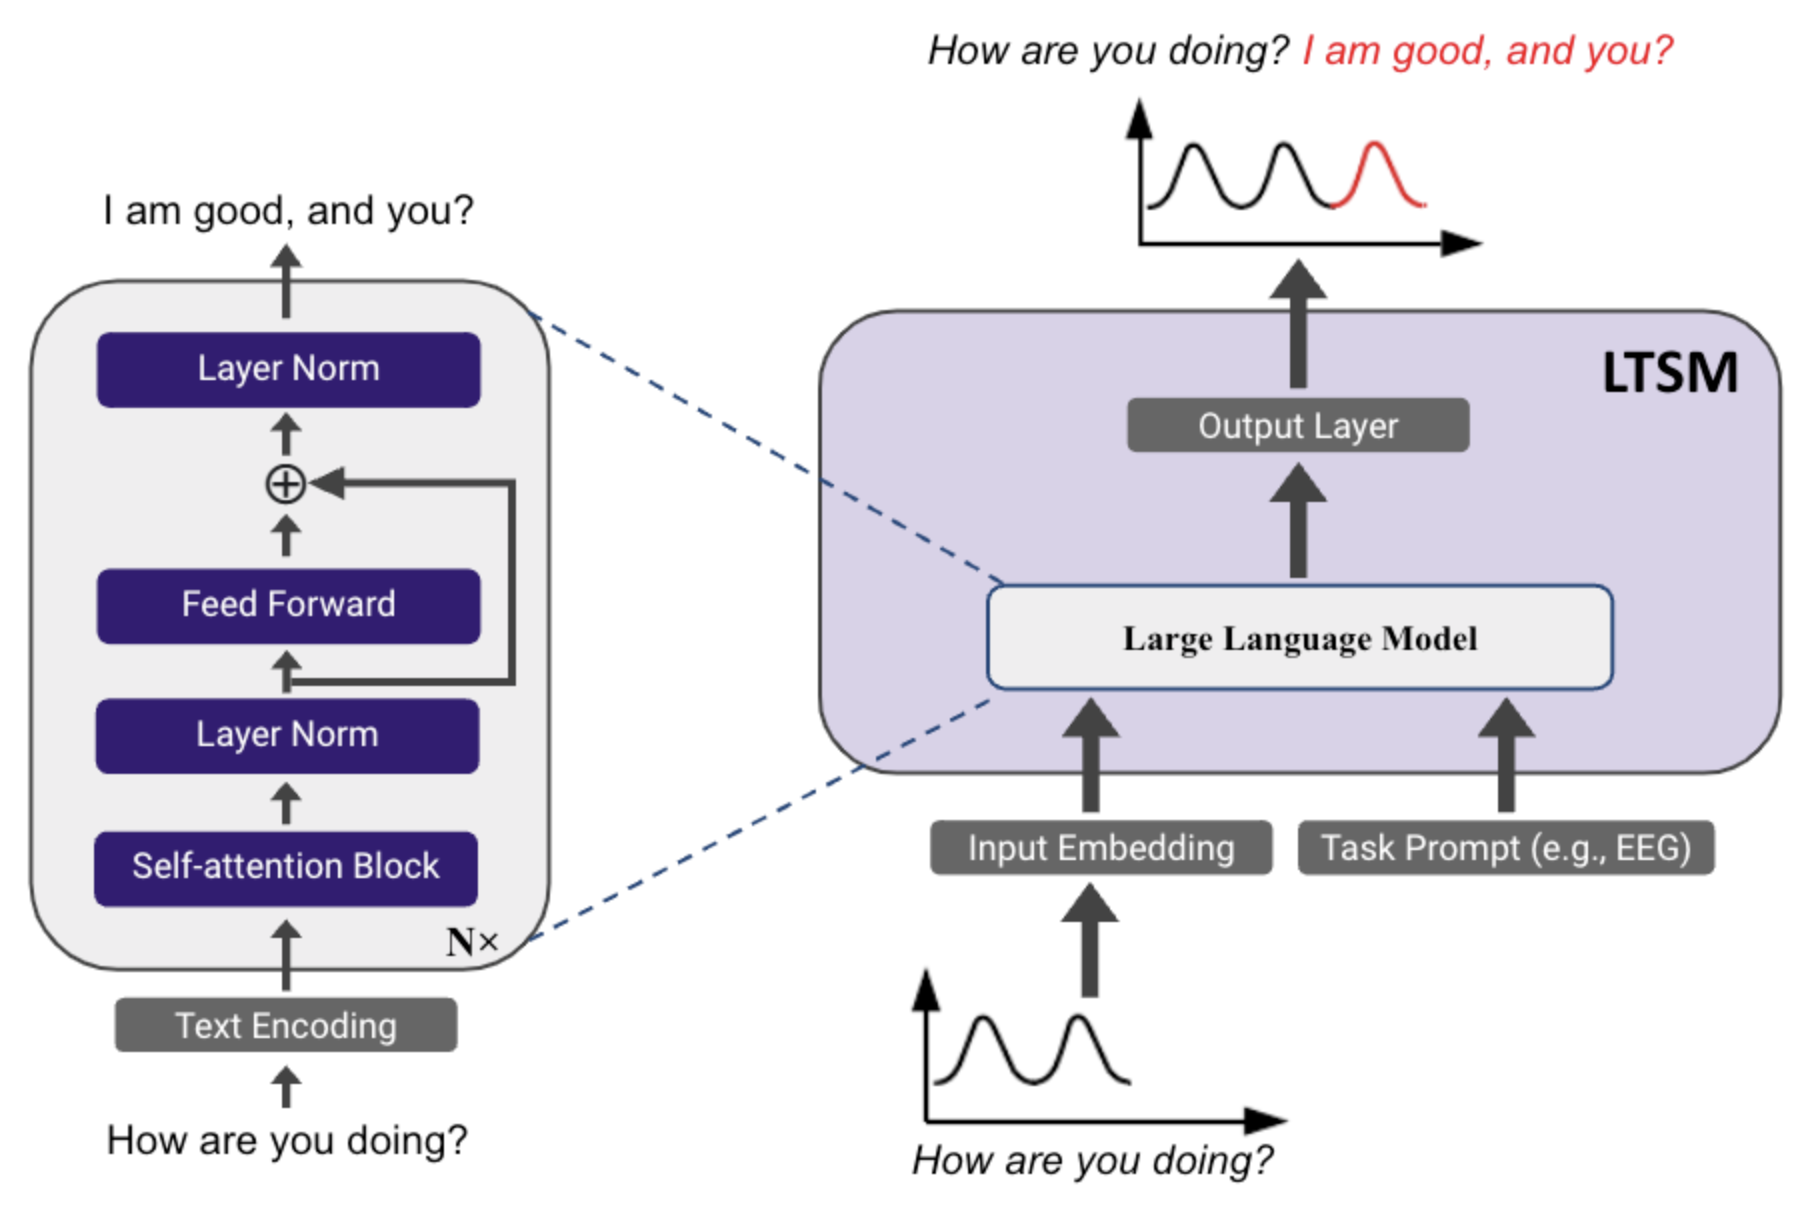 I am good, and you?
Layer Norm
Feed Forward
Layer Norm
Self-attention Block
N×
Text Encoding
How are you doing?
How are you doing? I am good, and you?
LTSM
Output Layer
Large Language Model
Input Embedding
Task Prompt (e.g., EEG)
How are you doing?